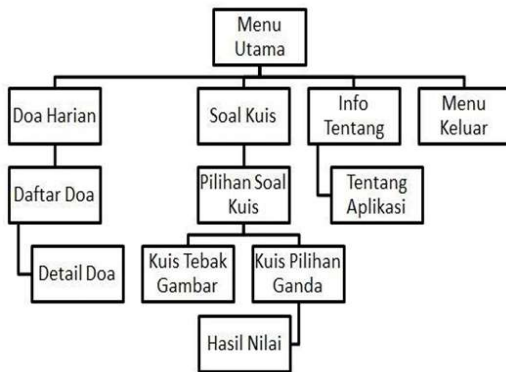 Menu
Utama
Doa Harian
Soal Kuis
Info
Tentang
Menu
Keluar
Daftar Doa
Pilihan Soal
Kuis
Tentang
Aplikasi
Detail Doa
Kuis Tebak
Gambar
Kuis Pilihan
Ganda
Hasil Nilai